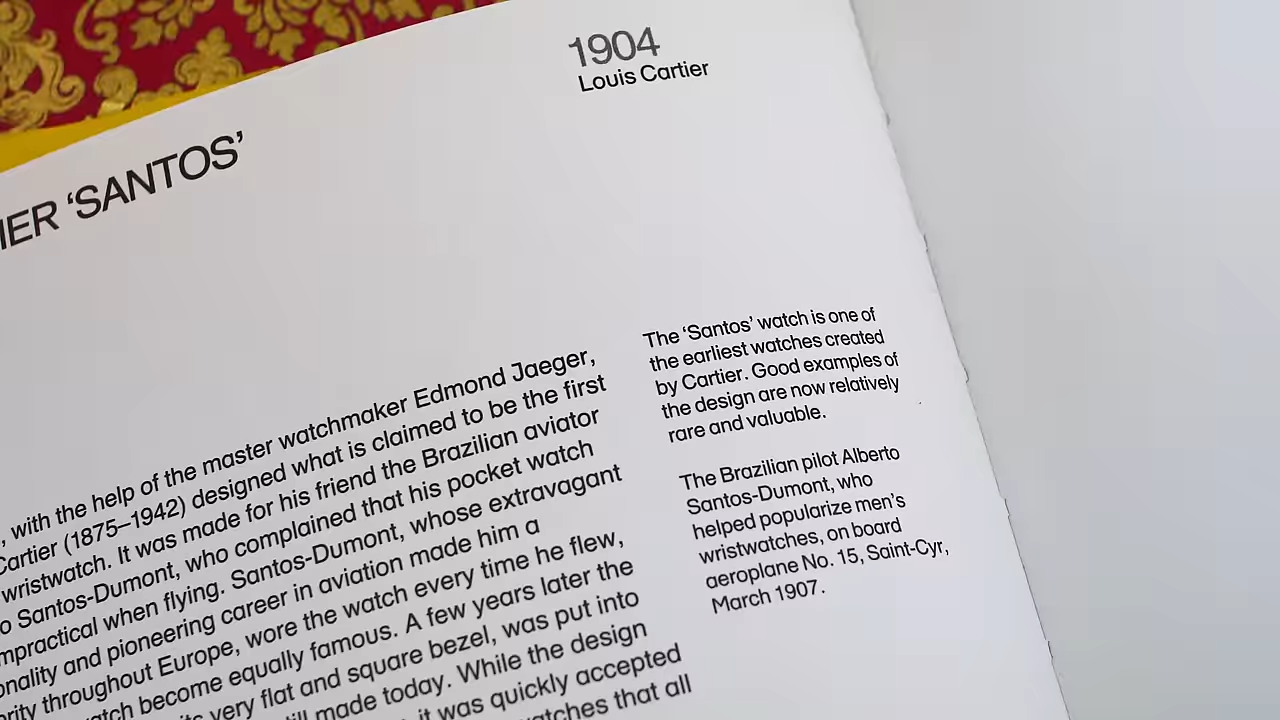 1904
Louis Cartier
IER ‘SANTOS’
, with the help of the master watchmaker Edmond Jaeger,
Cartier (1875–1942) designed what is claimed to be the first
wristwatch. It was made for his friend the Brazilian aviator
o Santos-Dumont, who complained that his pocket watch
mpractical when flying. Santos-Dumont, whose extravagant
onality and pioneering career in aviation made him a
rity throughout Europe, wore the watch every time he flew,
atch become equally famous. A few years later the
its very flat and square bezel, was put into
till made today. While the design
it was quickly accepted
atches that all
The ‘Santos’ watch is one of
the earliest watches created
by Cartier. Good examples of
the design are now relatively
rare and valuable.
The Brazilian pilot Alberto
Santos-Dumont, who
helped popularize men’s
wristwatches, on board
aeroplane No. 15, Saint-Cyr,
March 1907.